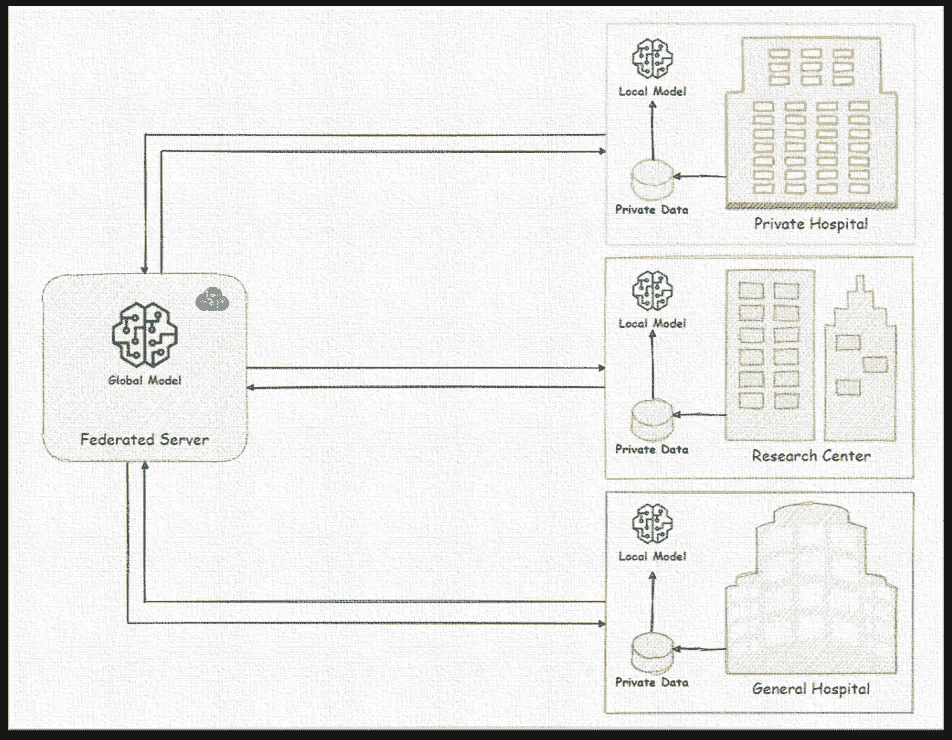 Local Model
Private Data
Private Hospital
Global Model
Federated Server
Local Model
Private Data
Research Center
Local Model
Private Data
General Hospital